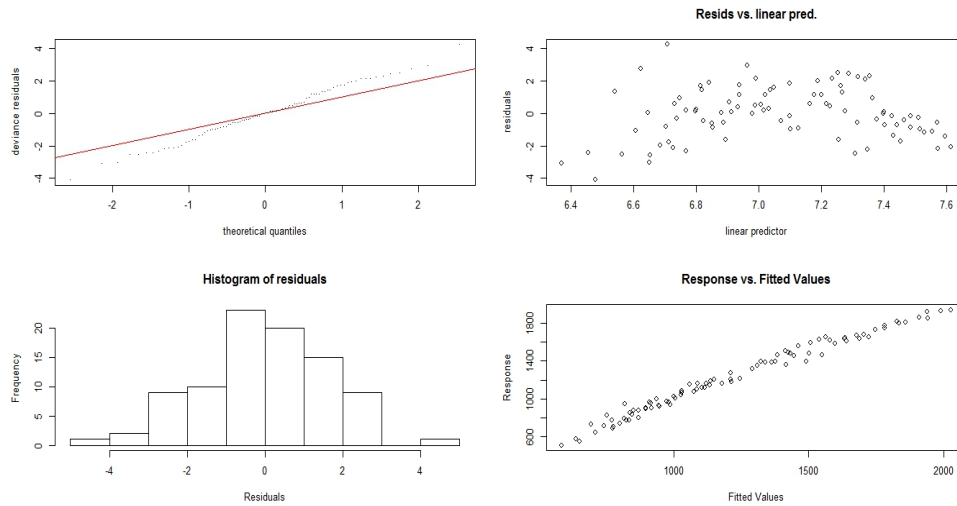 deviance residuals
4
2
0
-2
-4
-2 -1 0 1 2
theoretical quantiles
Resids vs. linear pred.
residuals
4
2
0
-2
-4
6.4 6.6 6.8 7.0 7.2 7.4 7.6
linear predictor
Histogram of residuals
Frequency
20
15
10
5
0
-4 -2 0 2 4
Residuals
Response vs. Fitted Values
Response
1800
1400
1000
600
1000 1500 2000
Fitted Values